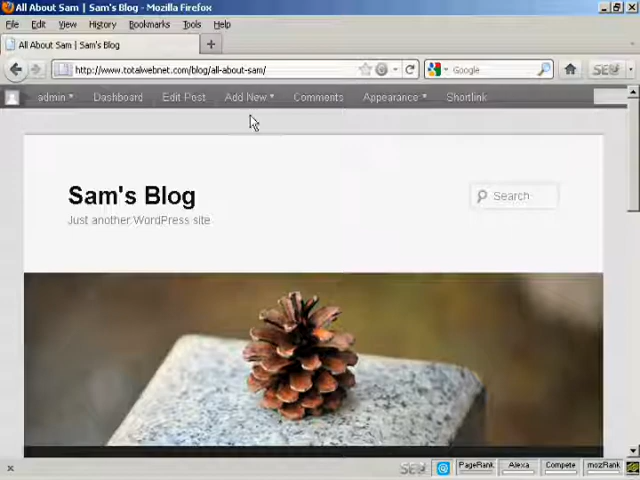 All About Sam | Sam's Blog - Mozilla Firefox
File Edit View History Bookmarks Tools Help
All About Sam | Sam's Blog
http://www.totalwebnet.com/blog/all-about-sam/ Google SEO
admin Dashboard Edit Post Add New Comments Appearance Shortlink
Sam's Blog
Search
Just another WordPress site
SEO PageRank Alexa Compete mozRank